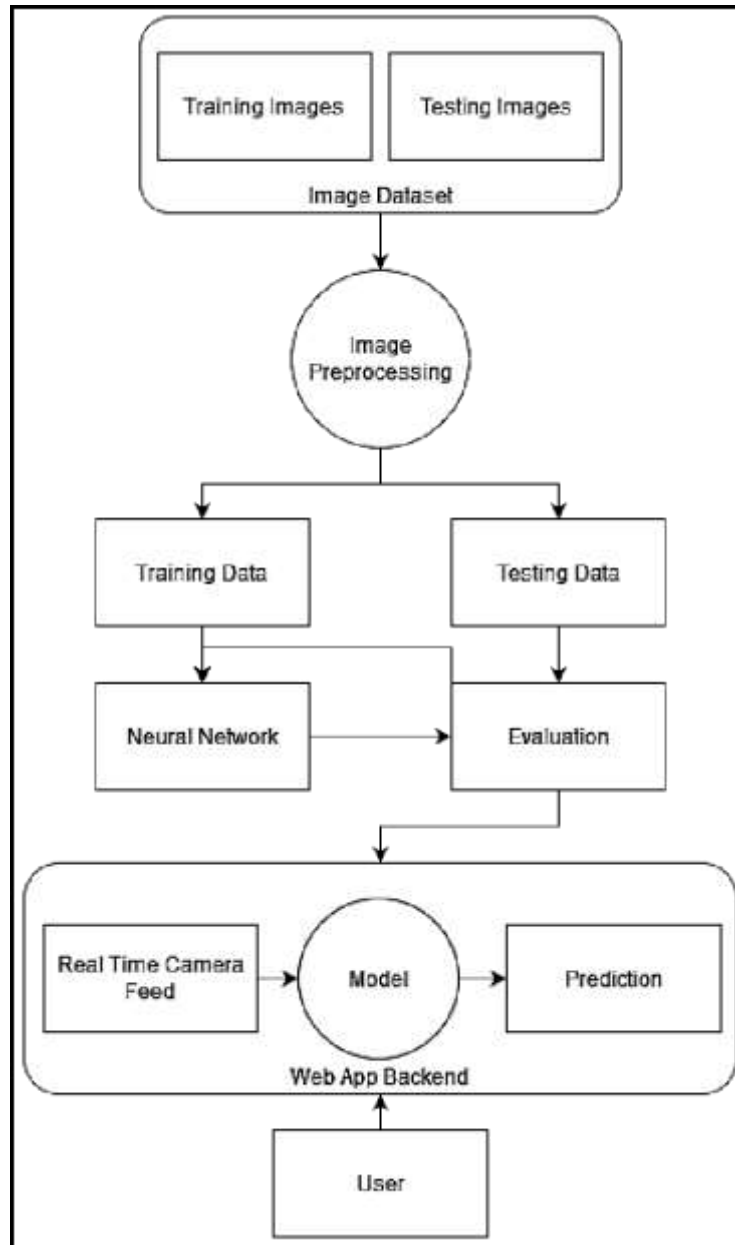 Training Images
Testing Images
Image Dataset
Image
Preprocessing
Training Data
Testing Data
Neural Network
Evaluation
Real Time Camera
Feed
Model
Prediction
Web App Backend
User